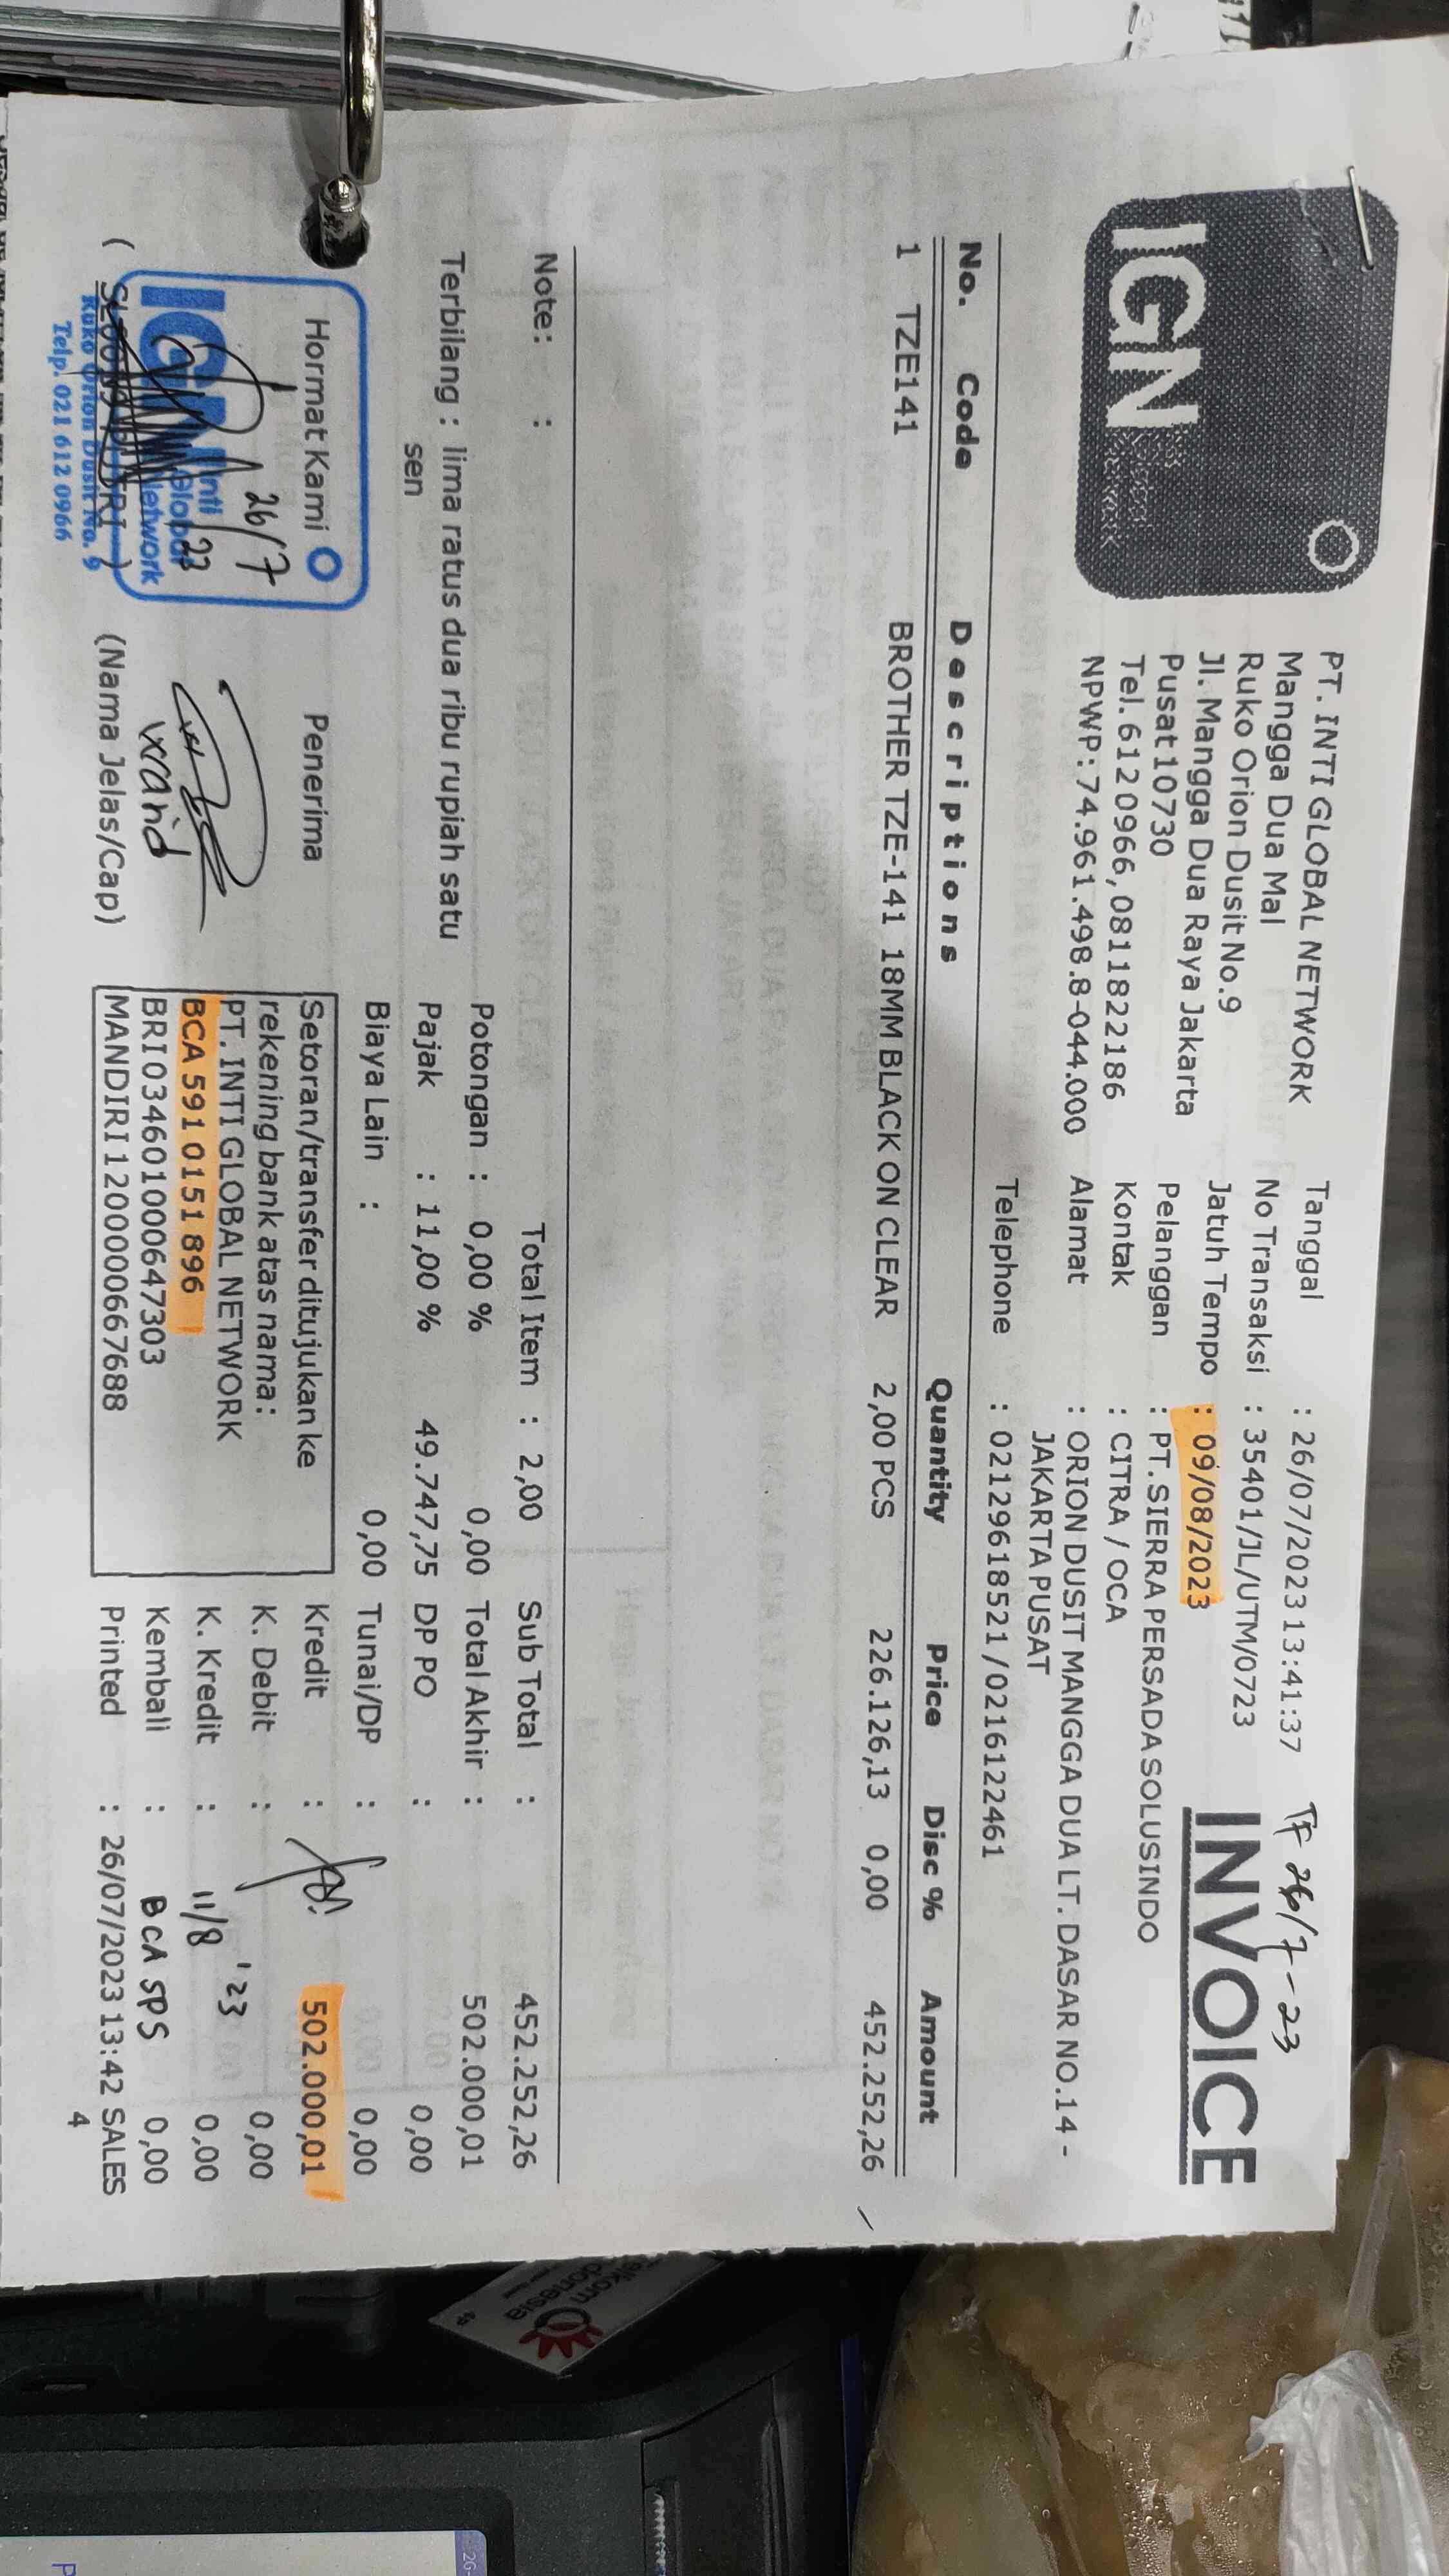 IGN
Inti
Global
Network
PT. INTI GLOBAL NETWORK
Mangga Dua Mal
Ruko Orion Dusit No.9
Jl. Mangga Dua Raya Jakarta
Pusat 10730
Tel. 6120966, 08118221​86
NPWP: 74.961.498.8-044.000
TF 26/7-23
INVOICE
Tanggal : 26/07/2023 13:41:37
No Transaksi : 35401/JL/UTM/0723
Jatuh Tempo : 09/08/2023
Pelanggan : PT. SIERRA PERSADA SOLUSINDO
Kontak : CITRA / OCA
Alamat : ORION DUSIT MANGGA DUA LT. DASAR NO.14 -
JAKARTA PUSAT
Telephone : 02129618521 / 0216122461
No. Code Descriptions Quantity Price Disc % Amount
1 TZE141 BROTHER TZE-141 18MM BLACK ON CLEAR 2,00 PCS 226.126,13 0,00 452.252,26
Note: :
Terbilang : lima ratus dua ribu rupiah satu
sen
Total Item : 2,00
Potongan : 0,00 % 0,00
Pajak : 11,00 % 49.747,75
Biaya Lain : 0,00
Sub Total : 452.252,26
Total Akhir : 502.000,01
DP PO : 0,00
Tunai/DP : 0,00
Kredit : 502.000,01
K. Debit : 0,00
K. Kredit : 0,00
Kembali : 0,00
Printed : 26/07/2023 13:42 SALES
4
11/8 '23
BCA SPS
Hormat Kami
26/7
23
IGN Inti
Global
Network
Ruko Orion Dusit No. 9
Telp. 021 612 0966
Penerima
(Nama Jelas/Cap)
Setoran/transfer ditujukan ke
rekening bank atas nama:
PT. INTI GLOBAL NETWORK
BCA 591 0151 896
BRI 034601000647303
MANDIRI 1200000667688